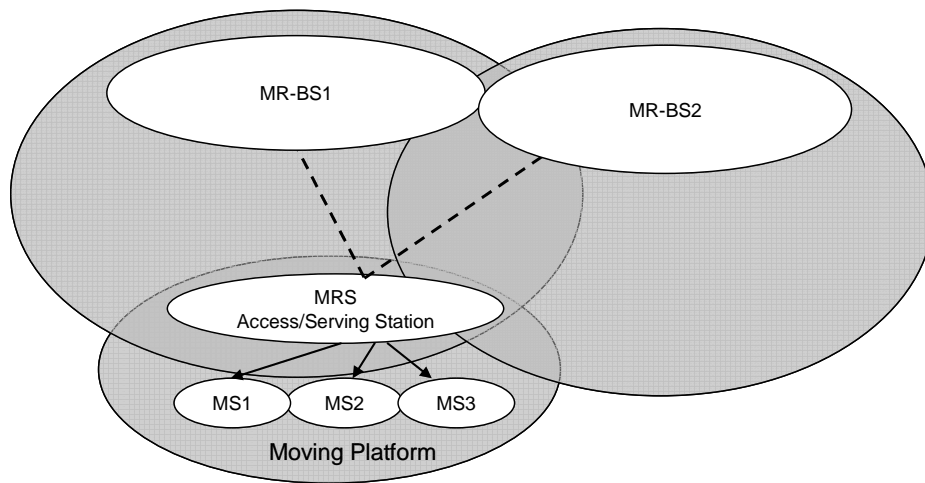 MR-BS1
MR-BS2
MRS
Access/Serving Station
MS1
MS2
MS3
Moving Platform